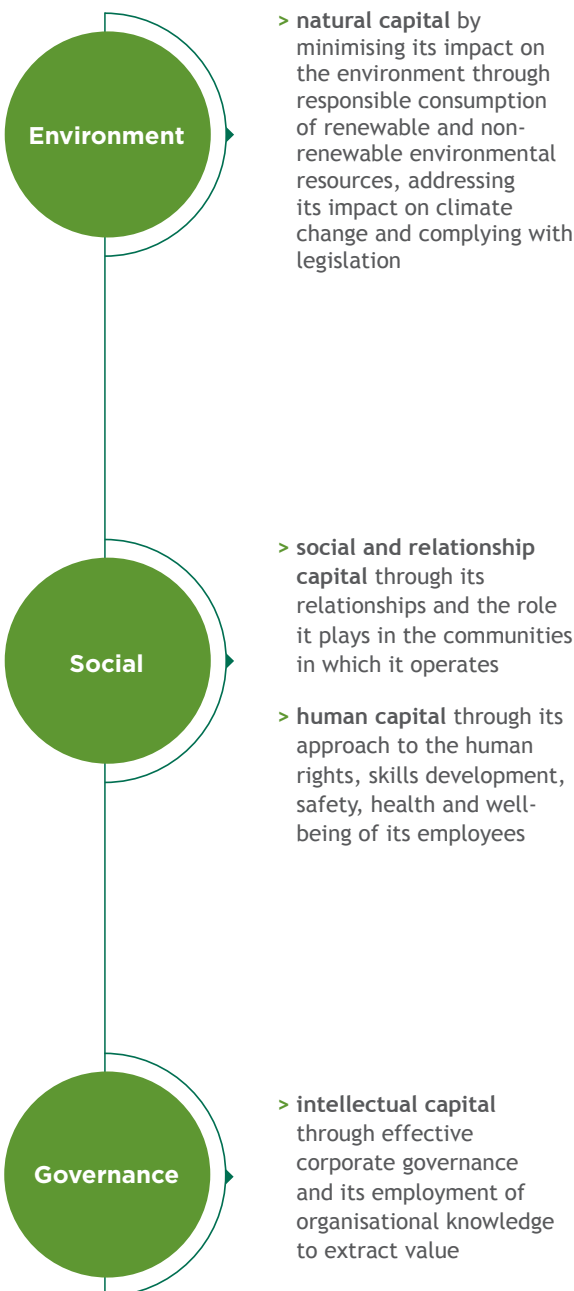 Environment
> natural capital by
minimising its impact on
the environment through
responsible consumption
of renewable and non-
renewable environmental
resources, addressing
its impact on climate
change and complying with
legislation
Social
> social and relationship
capital through its
relationships and the role
it plays in the communities
in which it operates
> human capital through its
approach to the human
rights, skills development,
safety, health and well-
being of its employees
Governance
> intellectual capital
through effective
corporate governance
and its employment of
organisational knowledge
to extract value